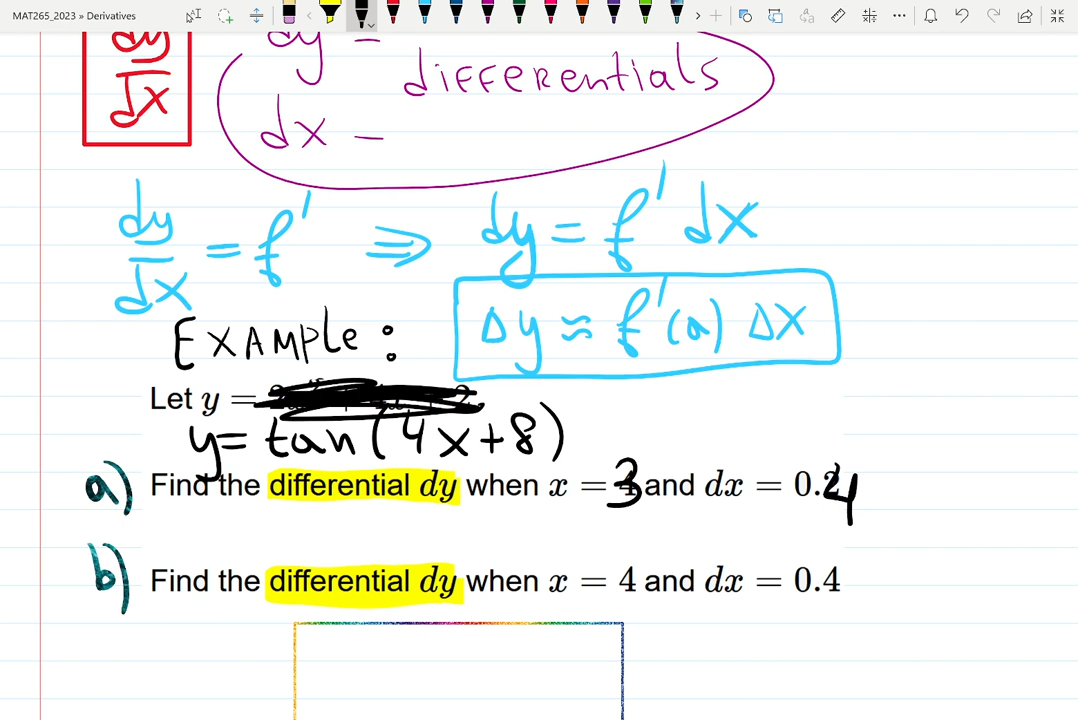 MAT265_2023 » Derivatives
dy
dx
dy =
dx –
differentials
dy/dx = f' ⇒ dy = f' dx
EXAMPLE:
Δy ≈ f'(a) Δx
Let y =
y = tan(4x+8)
a) Find the differential dy when x = 3 and dx = 0.4
b) Find the differential dy when x = 4 and dx = 0.4